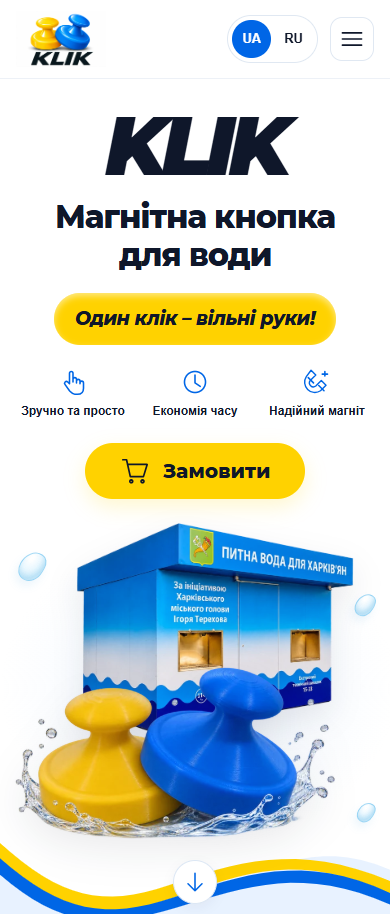 KLIK
UA
RU
KLIK
Магнітна кнопка
для води
Один клік – вільні руки!
Зручно та просто
Економія часу
Надійний магніт
Замовити
ПИТНА ВОДА ДЛЯ ХАРКІВ'ЯН
За ініціативою
Харківського
міського голови
Ігоря Терехова